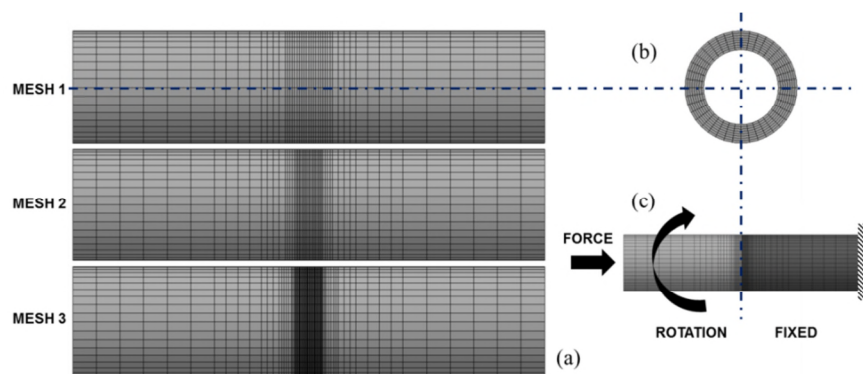 MESH 1
(b)
MESH 2
(c)
FORCE
MESH 3
ROTATION FIXED
(a)